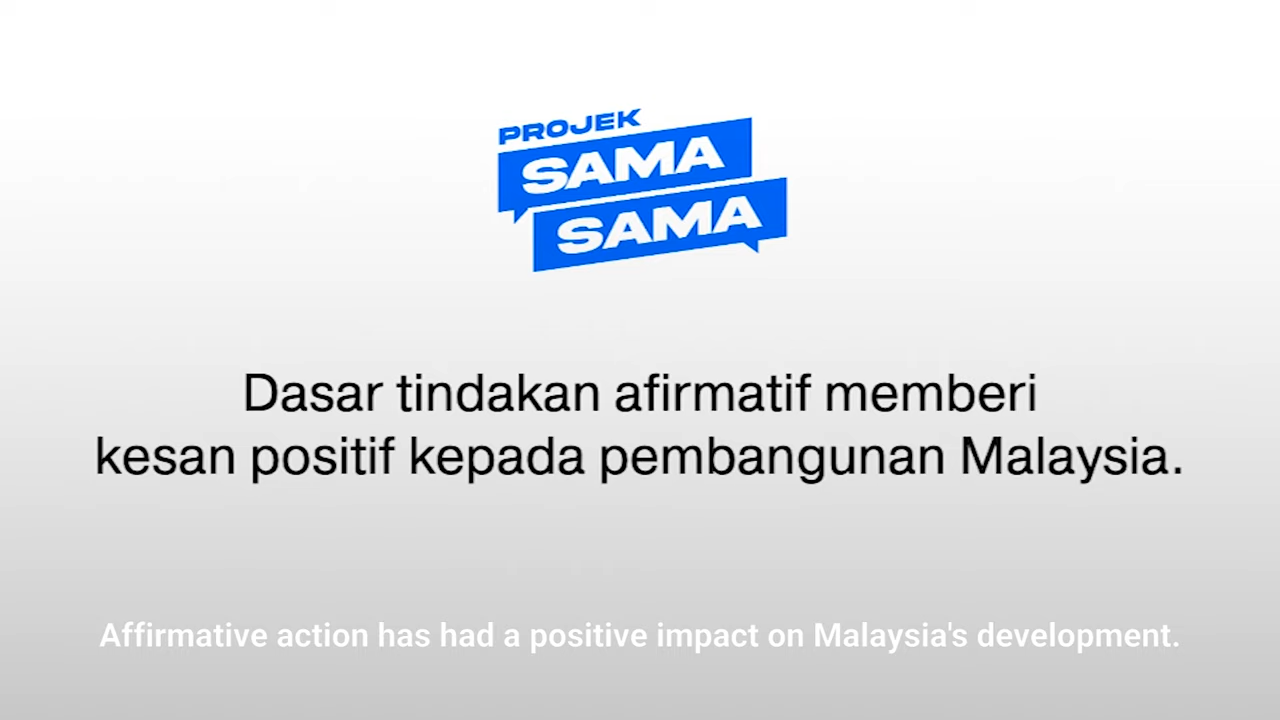 PROJEK
SAMA
SAMA
Dasar tindakan afirmatif memberi
kesan positif kepada pembangunan Malaysia.
Affirmative action has had a positive impact on Malaysia's development.